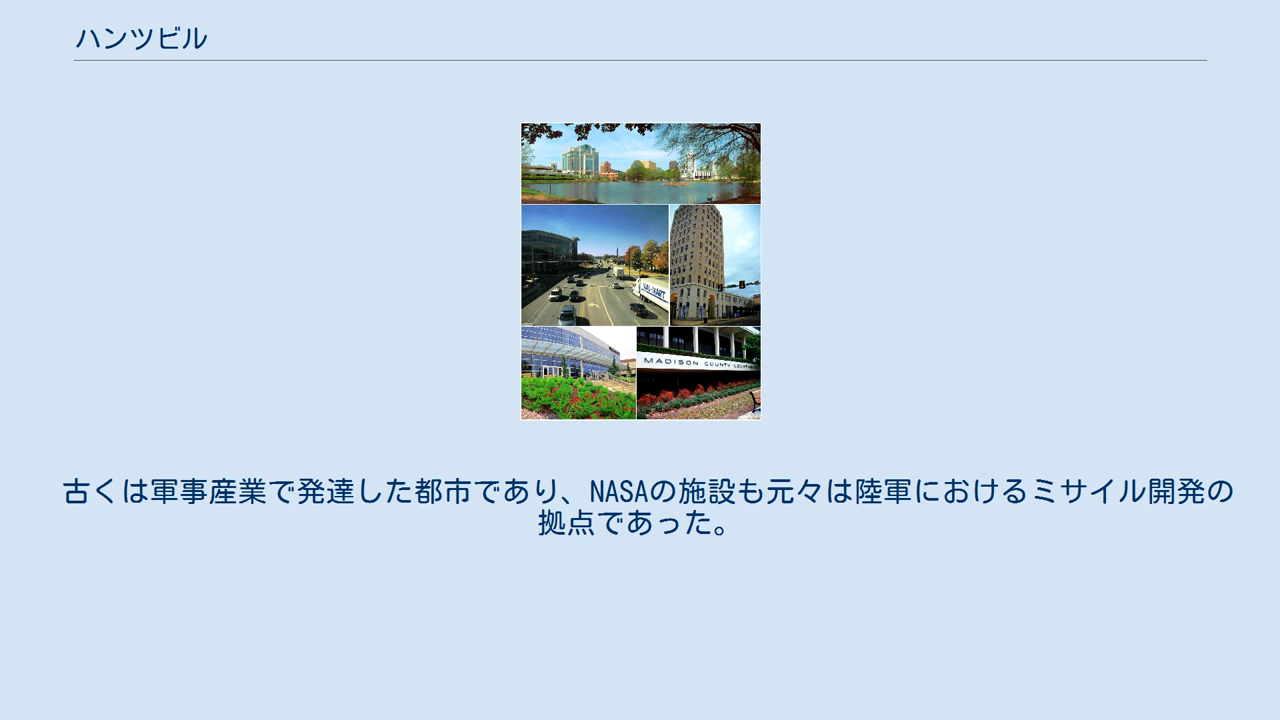 ハンツビル
WAL★MART
MADISON COUNTY
古くは軍事産業で発達した都市であり、NASAの施設も元々は陸軍におけるミサイル開発の
拠点であった。